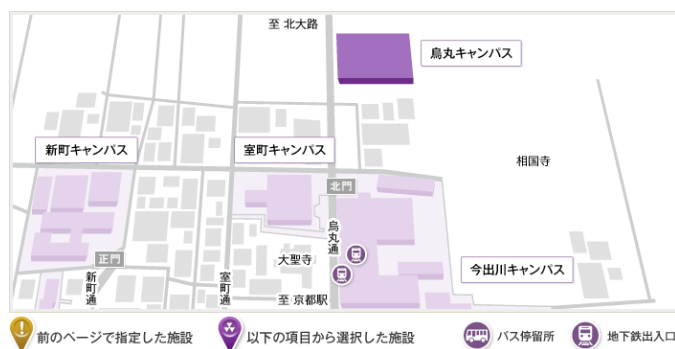 至 北大路
烏丸キャンパス
新町キャンパス
室町キャンパス
相国寺
北門
烏丸通
大聖寺
正門
新町通
室町通
至 京都駅
今出川キャンパス
前のページで指定した施設
以下の項目から選択した施設
バス停留所
地下鉄出入口